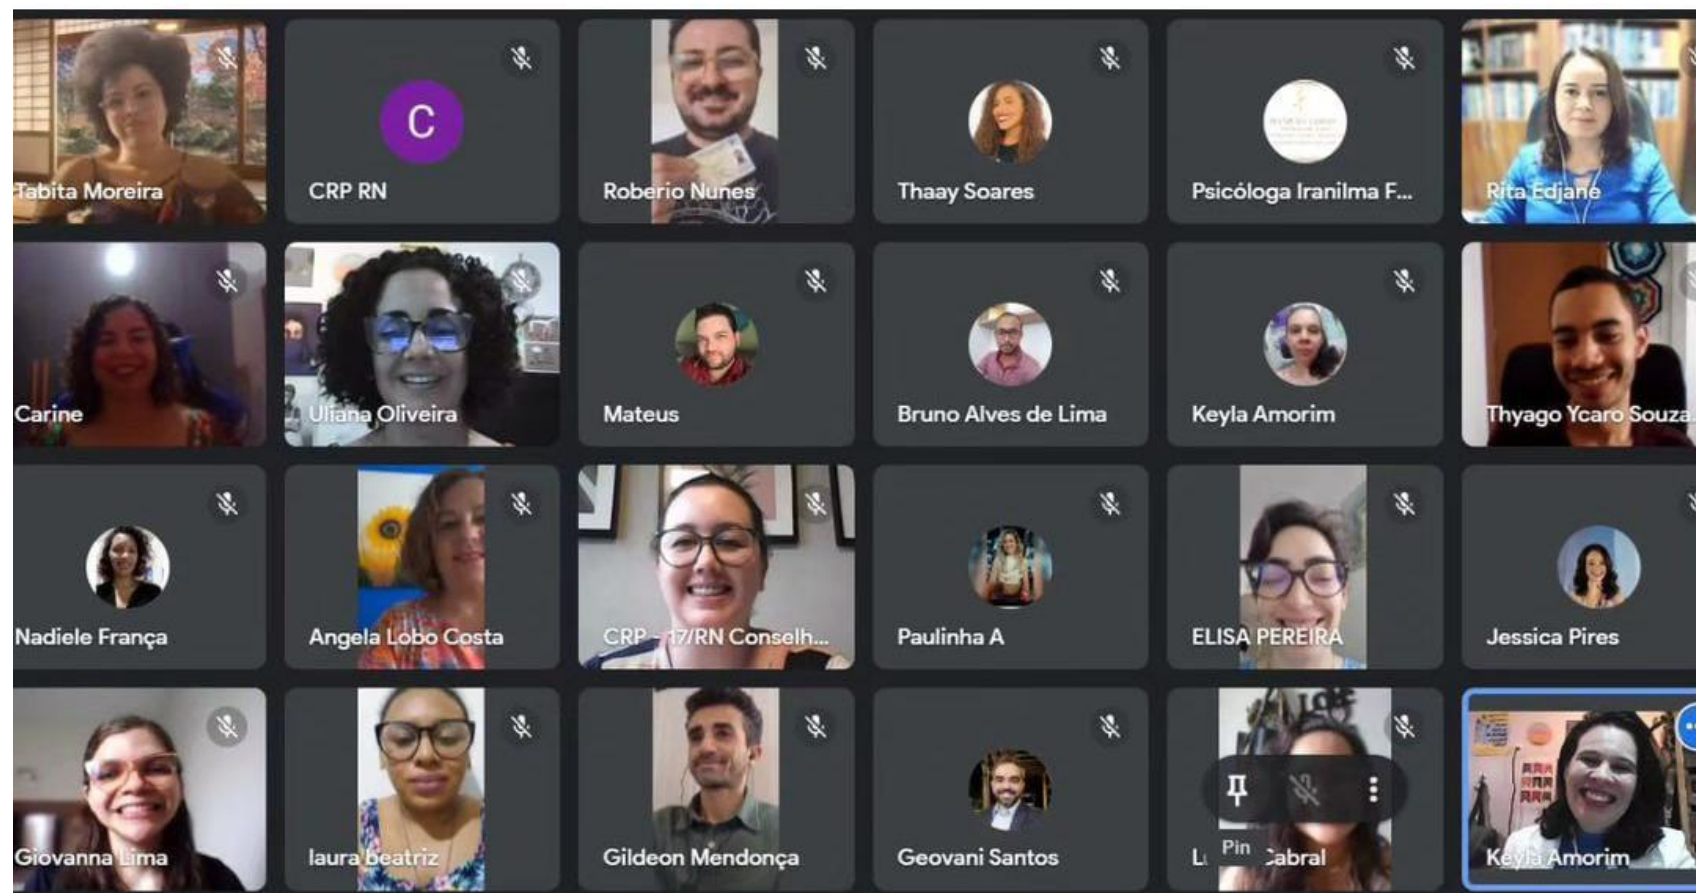 Tabita Moreira
C
CRP RN
Roberio Nunes
Thaay Soares
Psicóloga Iranilma F...
Rita Edjane
Carine
Uliana Oliveira
Mateus
Bruno Alves de Lima
Keyla Amorim
Thyago Ycaro Souza
Nadiele França
Angela Lobo Costa
CRP - 17/RN Conselh...
Paulinha A
ELISA PEREIRA
Jessica Pires
Giovanna Lima
laura beatriz
Gildeon Mendonça
Geovani Santos
Pin
Cabral
Keyla Amorim